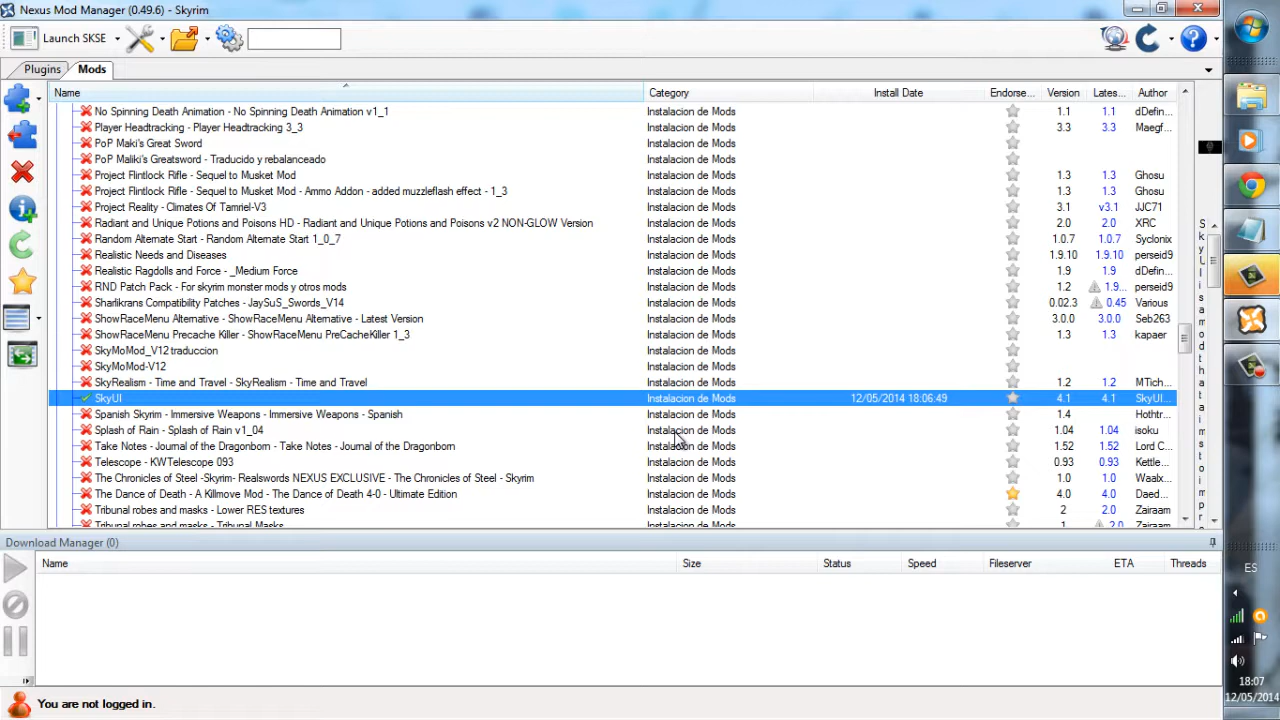 Nexus Mod Manager (0.49.6) - Skyrim
Launch SKSE
Plugins Mods
Name Category Install Date Endorse... Version Lates... Author
No Spinning Death Animation - No Spinning Death Animation v1_1 Instalacion de Mods 1.1 1.1 dDefin...
Player Headtracking - Player Headtracking 3_3 Instalacion de Mods 3.3 3.3 Maegf...
PoP Maki's Great Sword Instalacion de Mods
PoP Maliki's Greatsword - Traducido y rebalanceado Instalacion de Mods
Project Flintlock Rifle - Sequel to Musket Mod Instalacion de Mods 1.3 1.3 Ghosu
Project Flintlock Rifle - Sequel to Musket Mod - Ammo Addon - added muzzleflash effect - 1_3 Instalacion de Mods 1.3 1.3 Ghosu
Project Reality - Climates Of Tamriel-V3 Instalacion de Mods 3.1 v3.1 JJC71
Radiant and Unique Potions and Poisons HD - Radiant and Unique Potions and Poisons v2 NON-GLOW Version Instalacion de Mods 2.0 2.0 XRC
Random Alternate Start - Random Alternate Start 1_0_7 Instalacion de Mods 1.0.7 1.0.7 Syclonix
Realistic Needs and Diseases Instalacion de Mods 1.9.10 1.9.10 perseid9
Realistic Ragdolls and Force - _Medium Force Instalacion de Mods 1.9 1.9 dDefin...
RND Patch Pack - For skyrim monster mods y otros mods Instalacion de Mods 1.2 1.9... perseid9
Sharlikrans Compatibility Patches - JaySuS_Swords_V14 Instalacion de Mods 0.02.3 0.45 Various
ShowRaceMenu Alternative - ShowRaceMenu Alternative - Latest Version Instalacion de Mods 3.0.0 3.0.0 Seb263
ShowRaceMenu Precache Killer - ShowRaceMenu PreCacheKiller 1_3 Instalacion de Mods 1.3 1.3 kapaer
SkyMoMod_V12 traduccion Instalacion de Mods
SkyMoMod-V12 Instalacion de Mods
SkyRealism - Time and Travel - SkyRealism - Time and Travel Instalacion de Mods 1.2 1.2 MTich...
SkyUI Instalacion de Mods 12/05/2014 18:06:49 4.1 4.1 SkyUI...
Spanish Skyrim - Immersive Weapons - Immersive Weapons - Spanish Instalacion de Mods 1.4 Hothtr...
Splash of Rain - Splash of Rain v1_04 Instalacion de Mods 1.04 1.04 isoku
Take Notes - Journal of the Dragonborn - Take Notes - Journal of the Dragonborn Instalacion de Mods 1.52 1.52 Lord C...
Telescope - KWTelescope 093 Instalacion de Mods 0.93 0.93 Kettle...
The Chronicles of Steel -Skyrim- Realswords NEXUS EXCLUSIVE - The Chronicles of Steel - Skyrim Instalacion de Mods 1.0 1.0 Waalx...
The Dance of Death - A Killmove Mod - The Dance of Death 4-0 - Ultimate Edition Instalacion de Mods 4.0 4.0 Daed...
Tribunal robes and masks - Lower RES textures Instalacion de Mods 2 2.0 Zairaam
Tribunal robes and masks - Tribunal Masks Instalacion de Mods 1 2.0 Zairaam
S
k
y
U
I
i
s
a
m
o
d
t
h
a
t
i
m
p
r
Download Manager (0)
Name Size Status Speed Fileserver ETA Threads
You are not logged in.
ES
18:07
12/05/2014